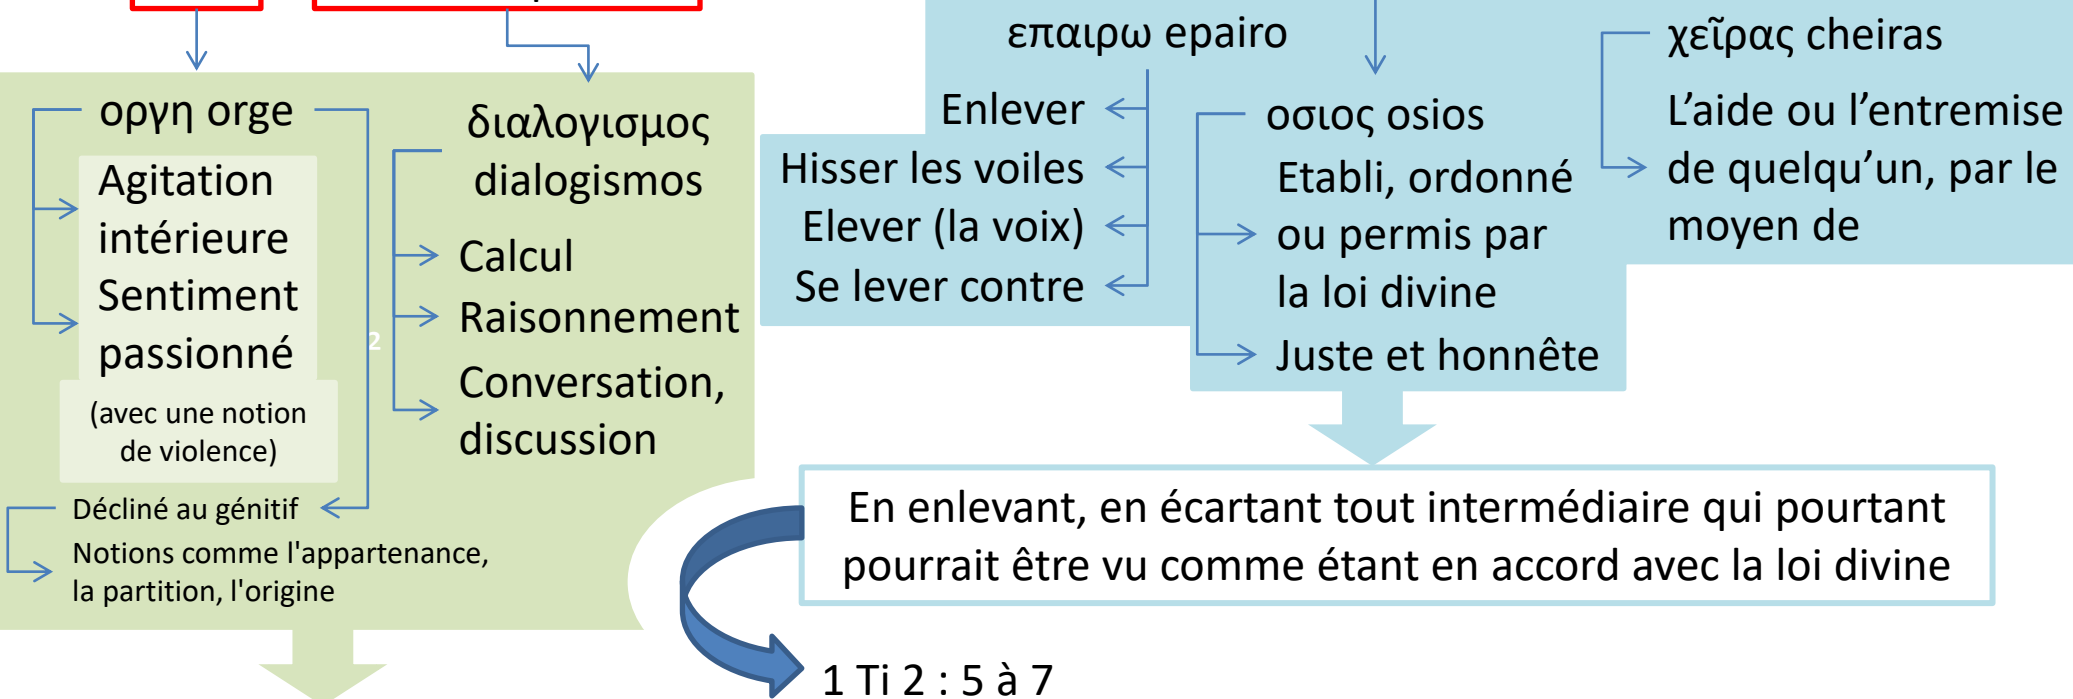 οργη orge
Agitation
intérieure
Sentiment
passionné
(avec une notion
de violence)
Décliné au génitif
Notions comme l'appartenance,
la partition, l'origine
διαλογισμος
dialogismos
Calcul
Raisonnement
Conversation,
discussion
2
επαιρω epairo
Enlever
Hisser les voiles
Elever (la voix)
Se lever contre
οσιος osios
Etabli, ordonné
ou permis par
la loi divine
Juste et honnête
χεῖρας cheiras
L’aide ou l’entremise
de quelqu’un, par le
moyen de
En enlevant, en écartant tout intermédiaire qui pourtant
pourrait être vu comme étant en accord avec la loi divine
1 Ti 2 : 5 à 7